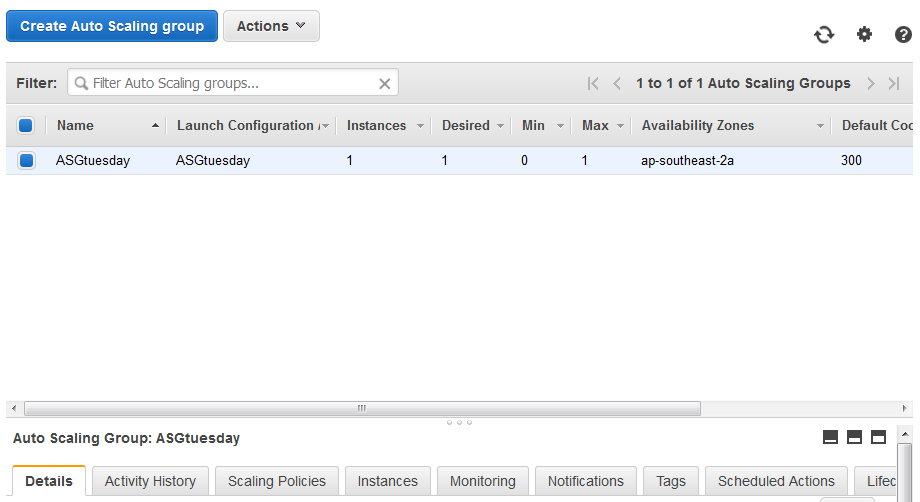 Create Auto Scaling group Actions
Filter: Filter Auto Scaling groups... 1 to 1 of 1 Auto Scaling Groups
Name Launch Configuration Instances Desired Min Max Availability Zones Default Coo
ASGtuesday ASGtuesday 1 1 0 1 ap-southeast-2a 300
Auto Scaling Group: ASGtuesday
Details Activity History Scaling Policies Instances Monitoring Notifications Tags Scheduled Actions Lifec